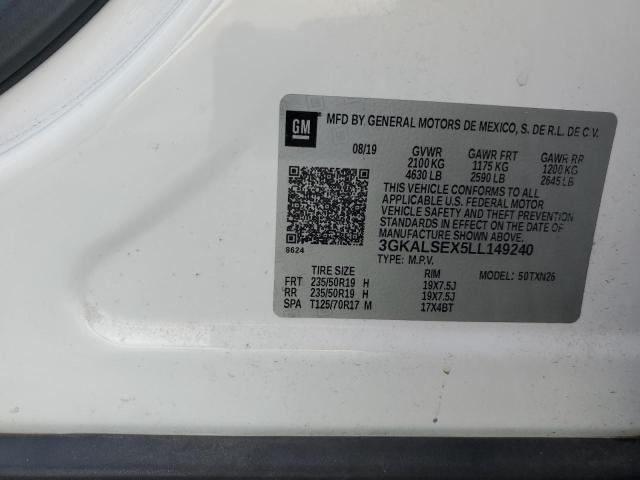 GM MFD BY GENERAL MOTORS DE MEXICO, S. DE R.L. DE C.V.
08/19 GVWR GAWR FRT GAWR RR
2100 KG 1175 KG 1200 KG
4630 LB 2590 LB 2645 LB
THIS VEHICLE CONFORMS TO ALL
APPLICABLE U.S. FEDERAL MOTOR
VEHICLE SAFETY AND THEFT PREVENTION
STANDARDS IN EFFECT ON THE DATE OF
MANUFACTURE SHOWN ABOVE.
8624 3GKALSEX5LL149240
TYPE: M.P.V.
TIRE SIZE RIM MODEL: 50TXN26
FRT 235/50R19 H 19X7.5J
RR 235/50R19 H 19X7.5J
SPA T125/70R17 M 17X4BT